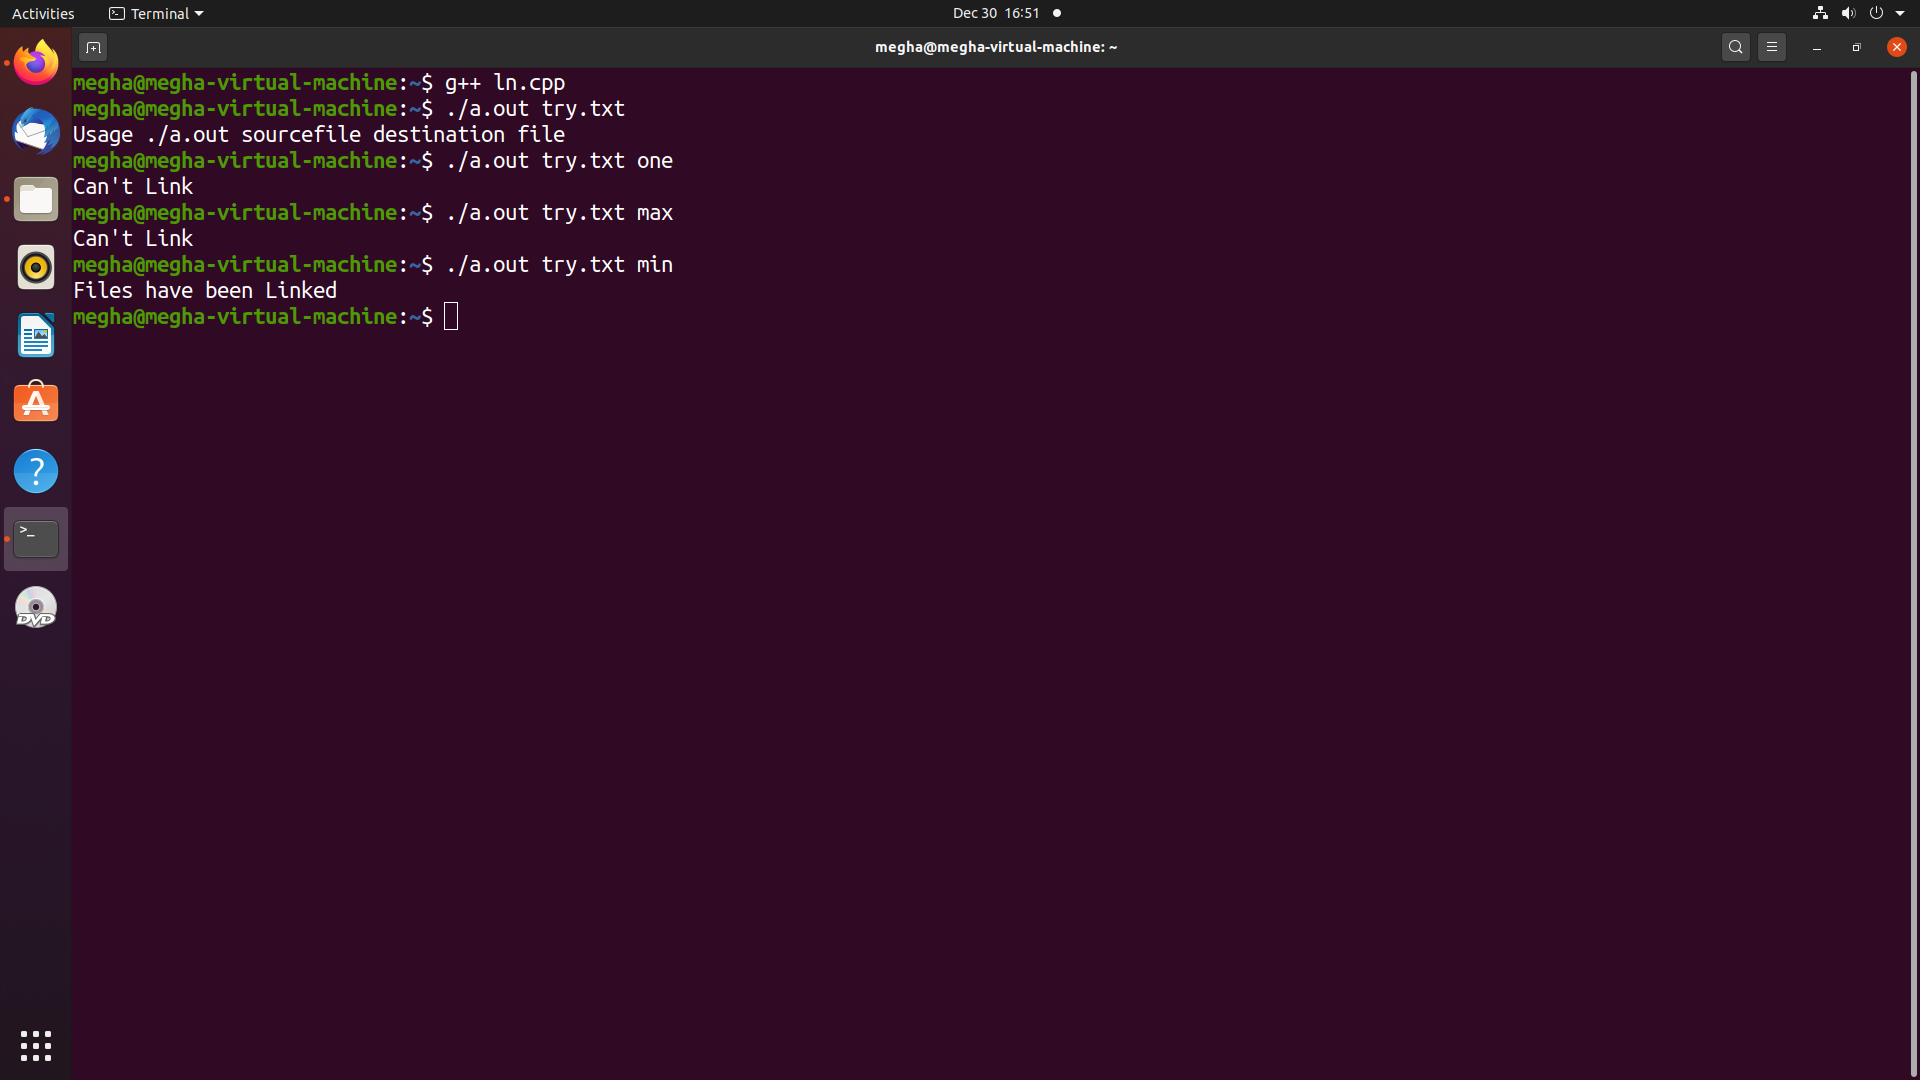 Activities
Terminal
Dec 30 16:51
megha@megha-virtual-machine: ~
megha@megha-virtual-machine:~$ g++ ln.cpp
megha@megha-virtual-machine:~$ ./a.out try.txt
Usage ./a.out sourcefile destination file
megha@megha-virtual-machine:~$ ./a.out try.txt one
Can't Link
megha@megha-virtual-machine:~$ ./a.out try.txt max
Can't Link
megha@megha-virtual-machine:~$ ./a.out try.txt min
Files have been Linked
megha@megha-virtual-machine:~$
?
>_
DVD